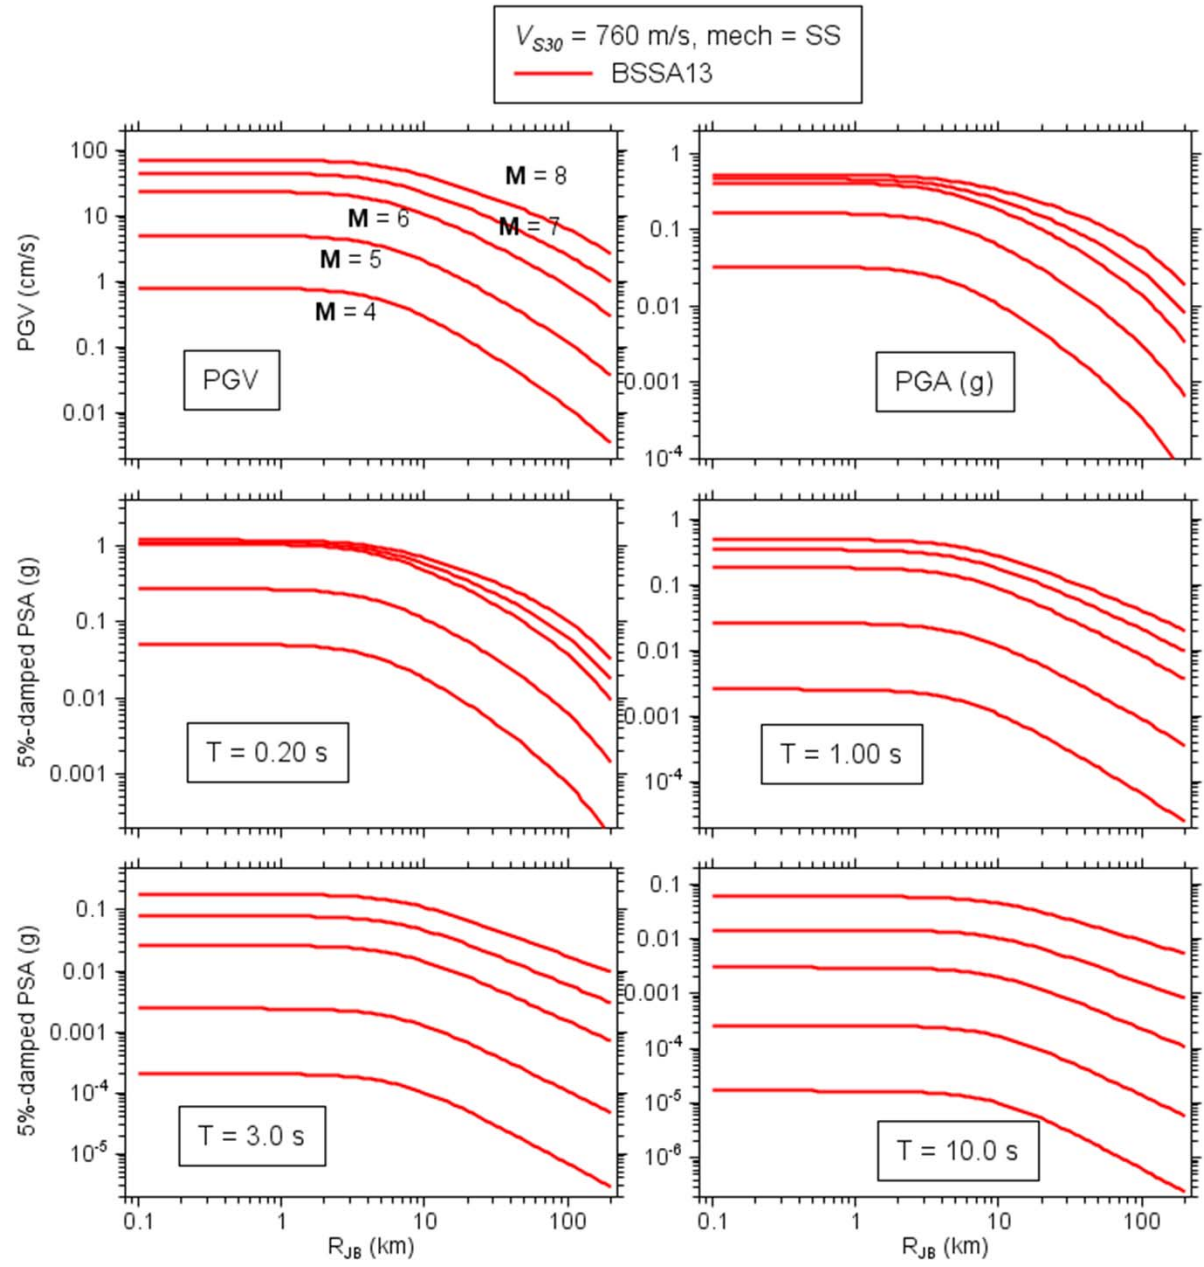 V_S30 = 760 m/s, mech = SS
BSSA13
PGV (cm/s)
100
10
1
0.1
0.01
M = 8
M = 7
M = 6
M = 5
M = 4
PGV
1
0.1
0.01
0.001
10^-4
PGA (g)
5%-damped PSA (g)
1
0.1
0.01
0.001
T = 0.20 s
1
0.1
0.01
0.001
10^-4
T = 1.00 s
5%-damped PSA (g)
0.1
0.01
0.001
10^-4
10^-5
T = 3.0 s
0.1
1
10
100
R_JB (km)
0.1
0.01
0.001
10^-4
10^-5
10^-6
T = 10.0 s
0.1
1
10
100
R_JB (km)